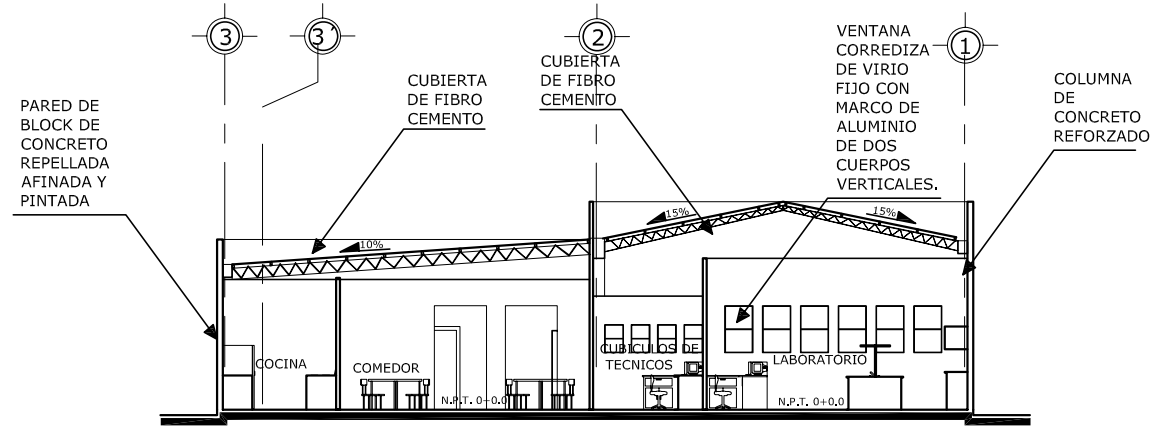 3
3´
2
1
PARED DE
BLOCK DE
CONCRETO
REPELLADA
AFINADA Y
PINTADA
CUBIERTA
DE FIBRO
CEMENTO
CUBIERTA
DE FIBRO
CEMENTO
VENTANA
CORREDIZA
DE VIRIO
FIJO CON
MARCO DE
ALUMINIO
DE DOS
CUERPOS
VERTICALES.
COLUMNA
DE
CONCRETO
REFORZADO
10%
15%
15%
COCINA
COMEDOR
N.P.T. 0+0.0
CUBICULOS DE
TECNICOS
LABORATORIO
N.P.T. 0+0.0